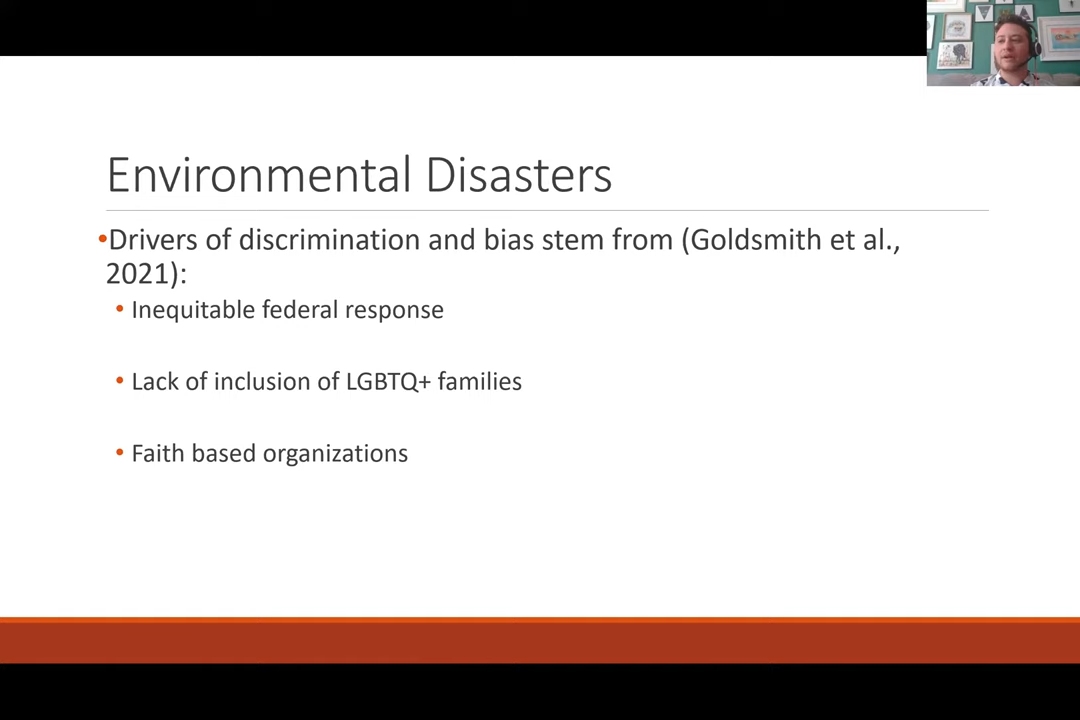 Environmental Disasters
•Drivers of discrimination and bias stem from (Goldsmith et al.,
2021):
• Inequitable federal response
• Lack of inclusion of LGBTQ+ families
• Faith based organizations